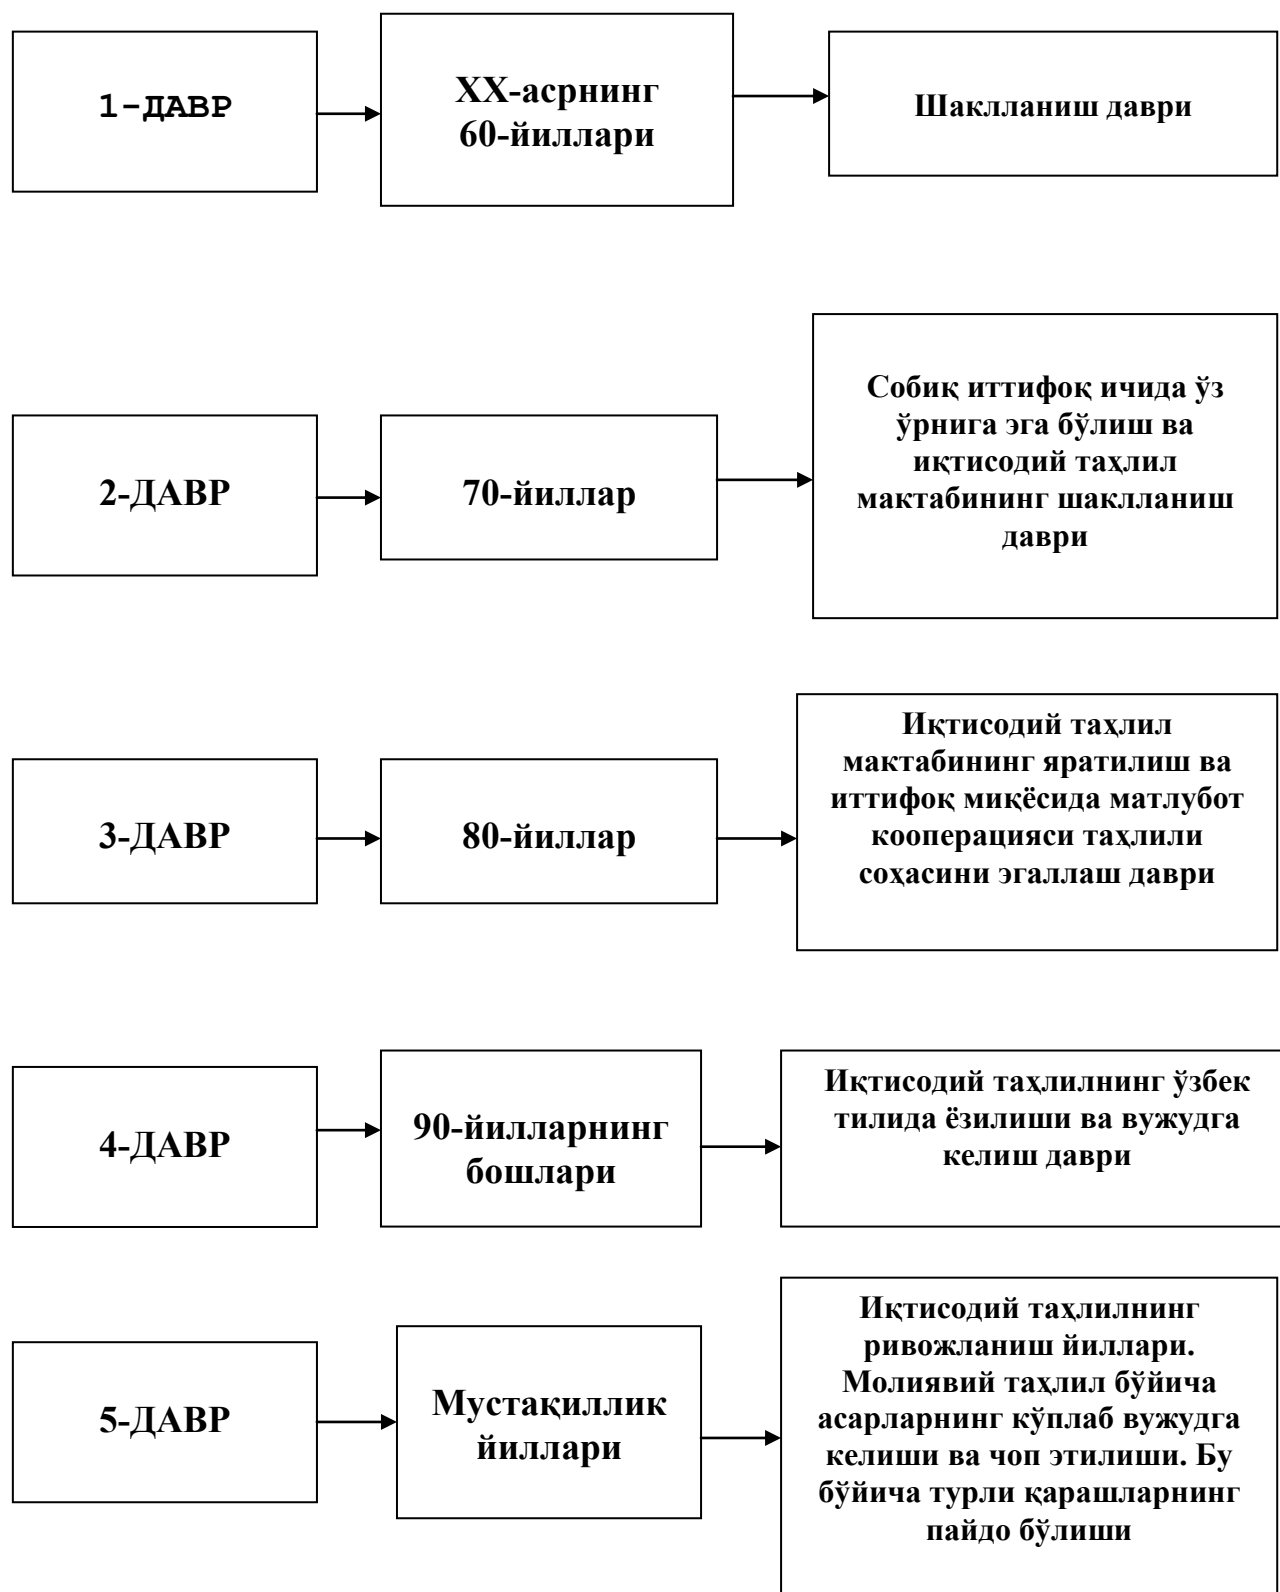 1-ДАВР
XX-асрнинг
60-йиллари
Шаклланиш даври
2-ДАВР
70-йиллар
Собиқ иттифоқ ичида ўз
ўрнига эга бўлиш ва
иқтисодий таҳлил
мактабининг шаклланиш
даври
3-ДАВР
80-йиллар
Иқтисодий таҳлил
мактабининг яратилиш ва
иттифоқ миқёсида матлубот
кооперацияси таҳлили
соҳасини эгаллаш даври
4-ДАВР
90-йилларнинг
бошлари
Иқтисодий таҳлилнинг ўзбек
тилида ёзилиши ва вужудга
келиш даври
5-ДАВР
Мустақиллик
йиллари
Иқтисодий таҳлилнинг
ривожланиш йиллари.
Молиявий таҳлил бўйича
асарларнинг кўплаб вужудга
келиши ва чоп этилиши. Бу
бўйича турли қарашларнинг
пайдо бўлиши